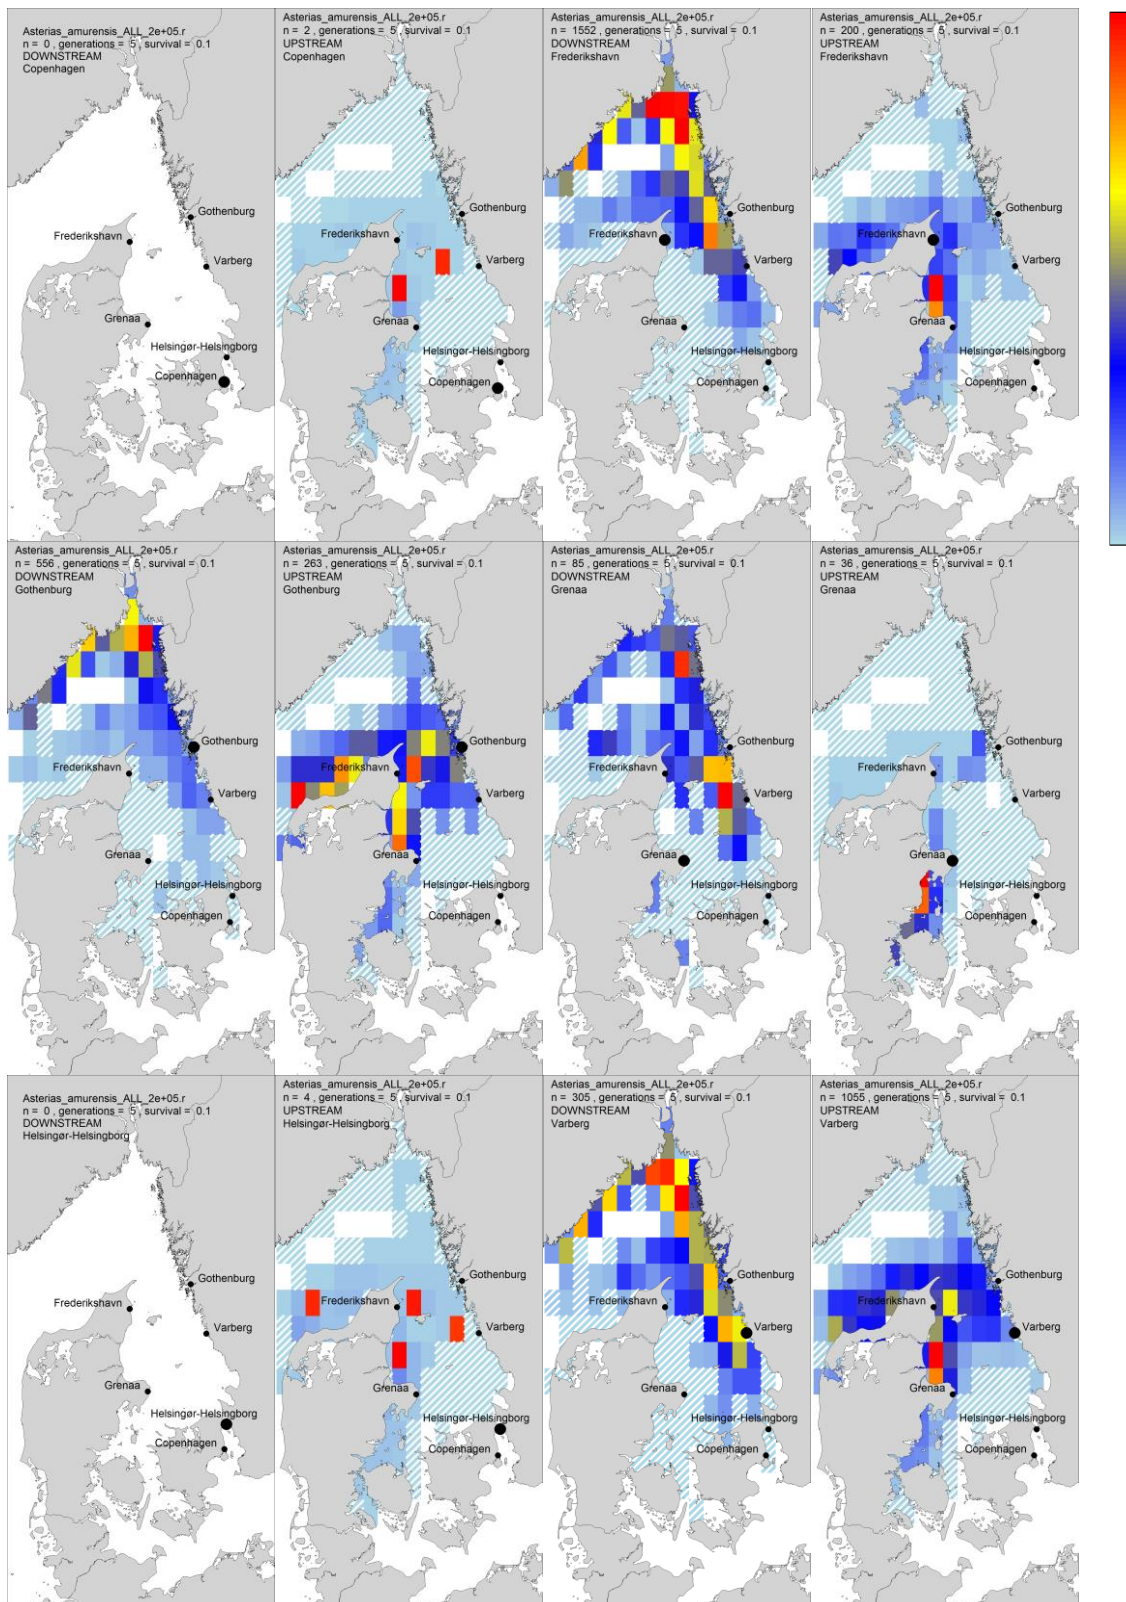 Asterias_amurensis_ALL_2e+05.r
n = 0 , generations = 5 , survival = 0.1
DOWNSTREAM
Copenhagen
Gothenburg
Frederikshavn
Varberg
Grenaa
Helsingør-Helsingborg
Copenhagen
Asterias_amurensis_ALL_2e+05.r
n = 2 , generations = 5 , survival = 0.1
UPSTREAM
Copenhagen
Gothenburg
Frederikshavn
Varberg
Grenaa
Helsingør-Helsingborg
Copenhagen
Asterias_amurensis_ALL_2e+05.r
n = 1552 , generations = 5 , survival = 0.1
DOWNSTREAM
Frederikshavn
Gothenburg
Frederikshavn
Varberg
Grenaa
Helsingør-Helsingborg
Copenhagen
Asterias_amurensis_ALL_2e+05.r
n = 200 , generations = 5 , survival = 0.1
UPSTREAM
Frederikshavn
Gothenburg
Frederikshavn
Varberg
Grenaa
Helsingør-Helsingborg
Copenhagen
Asterias_amurensis_ALL_2e+05.r
n = 556 , generations = 5 , survival = 0.1
DOWNSTREAM
Gothenburg
Gothenburg
Frederikshavn
Varberg
Grenaa
Helsingør-Helsingborg
Copenhagen
Asterias_amurensis_ALL_2e+05.r
n = 263 , generations = 5 , survival = 0.1
UPSTREAM
Gothenburg
Gothenburg
Frederikshavn
Varberg
Grenaa
Helsingør-Helsingborg
Copenhagen
Asterias_amurensis_ALL_2e+05.r
n = 85 , generations = 5 , survival = 0.1
DOWNSTREAM
Grenaa
Gothenburg
Frederikshavn
Varberg
Grenaa
Helsingør-Helsingborg
Copenhagen
Asterias_amurensis_ALL_2e+05.r
n = 36 , generations = 5 , survival = 0.1
UPSTREAM
Grenaa
Gothenburg
Frederikshavn
Varberg
Grenaa
Helsingør-Helsingborg
Copenhagen
Asterias_amurensis_ALL_2e+05.r
n = 0 , generations = 5 , survival = 0.1
DOWNSTREAM
Helsingør-Helsingborg
Gothenburg
Frederikshavn
Varberg
Grenaa
Helsingør-Helsingborg
Copenhagen
Asterias_amurensis_ALL_2e+05.r
n = 4 , generations = 5 , survival = 0.1
UPSTREAM
Helsingør-Helsingborg
Gothenburg
Frederikshavn
Varberg
Grenaa
Helsingør-Helsingborg
Copenhagen
Asterias_amurensis_ALL_2e+05.r
n = 305 , generations = 5 , survival = 0.1
DOWNSTREAM
Varberg
Gothenburg
Frederikshavn
Varberg
Grenaa
Helsingør-Helsingborg
Copenhagen
Asterias_amurensis_ALL_2e+05.r
n = 1055 , generations = 5 , survival = 0.1
UPSTREAM
Varberg
Gothenburg
Frederikshavn
Varberg
Grenaa
Helsingør-Helsingborg
Copenhagen